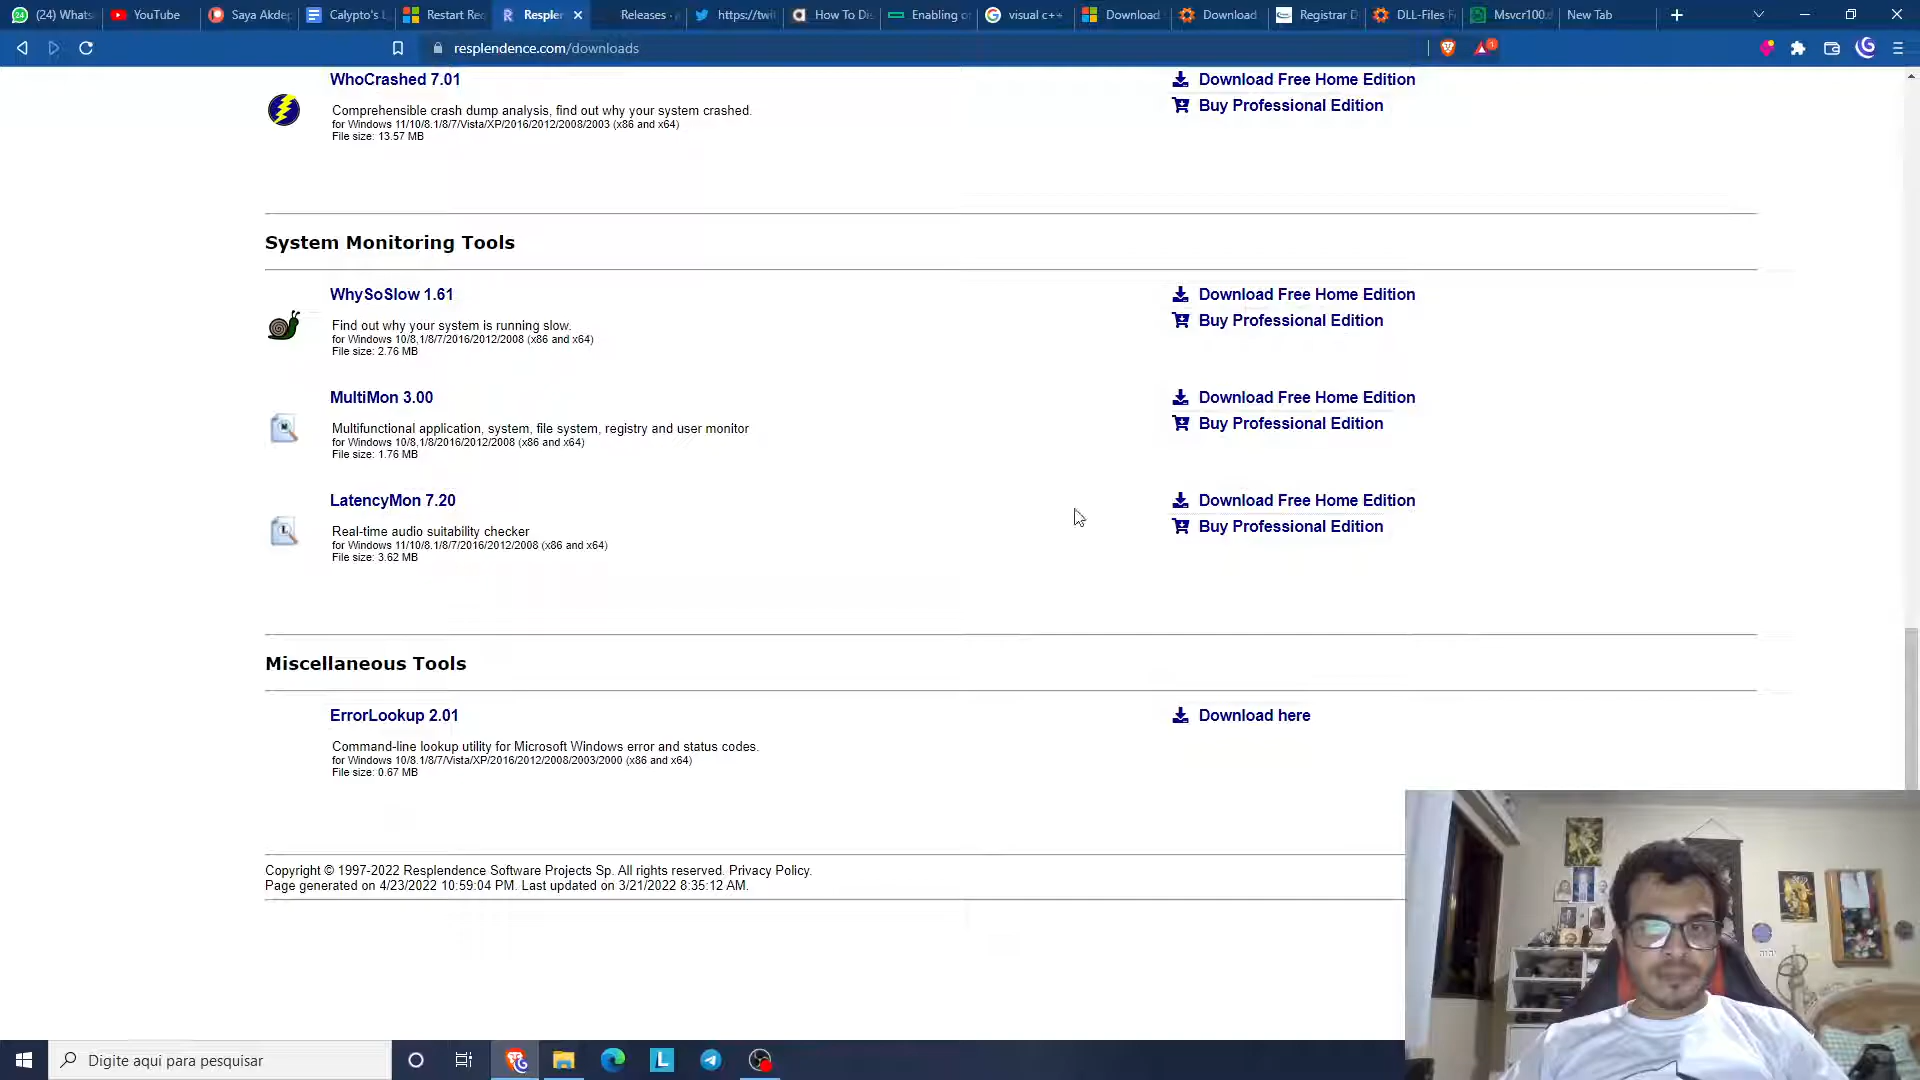 (24) Whats
YouTube
Saya Akdep
Calypto's L
Restart Rec
Resplen
Releases ·
https://twi
How To Dis
Enabling o
visual c++
Download
Download
Registrar D
DLL-Files F
Msvcr100.d
New Tab
resplendence.com/downloads
WhoCrashed 7.01
Download Free Home Edition
Comprehensible crash dump analysis, find out why your system crashed.
Buy Professional Edition
for Windows 11/10/8.1/8/7/Vista/XP/2016/2012/2008/2003 (x86 and x64)
File size: 13.57 MB
System Monitoring Tools
WhySoSlow 1.61
Download Free Home Edition
Find out why your system is running slow.
Buy Professional Edition
for Windows 10/8,1/8/7/2016/2012/2008 (x86 and x64)
File size: 2.76 MB
MultiMon 3.00
Download Free Home Edition
Multifunctional application, system, file system, registry and user monitor
Buy Professional Edition
for Windows 10/8,1/8/2016/2012/2008 (x86 and x64)
File size: 1.76 MB
LatencyMon 7.20
Download Free Home Edition
Real-time audio suitability checker
Buy Professional Edition
for Windows 11/10/8.1/8/7/2016/2012/2008 (x86 and x64)
File size: 3.62 MB
Miscellaneous Tools
ErrorLookup 2.01
Download here
Command-line lookup utility for Microsoft Windows error and status codes.
for Windows 10/8.1/8/7/Vista/XP/2016/2012/2008/2003/2000 (x86 and x64)
File size: 0.67 MB
Copyright © 1997-2022 Resplendence Software Projects Sp. All rights reserved. Privacy Policy.
Page generated on 4/23/2022 10:59:04 PM. Last updated on 3/21/2022 8:35:12 AM.
יהוה
Digite aqui para pesquisar